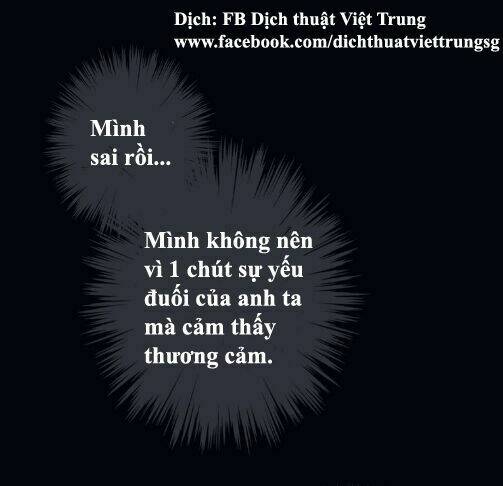 Dịch: FB Dịch thuật Việt Trung
www.facebook.com/dichthuatviettrungsg
Mình
sai rồi...
Mình không nên
vì 1 chút sự yếu
đuối của anh ta
mà cảm thấy
thương cảm.